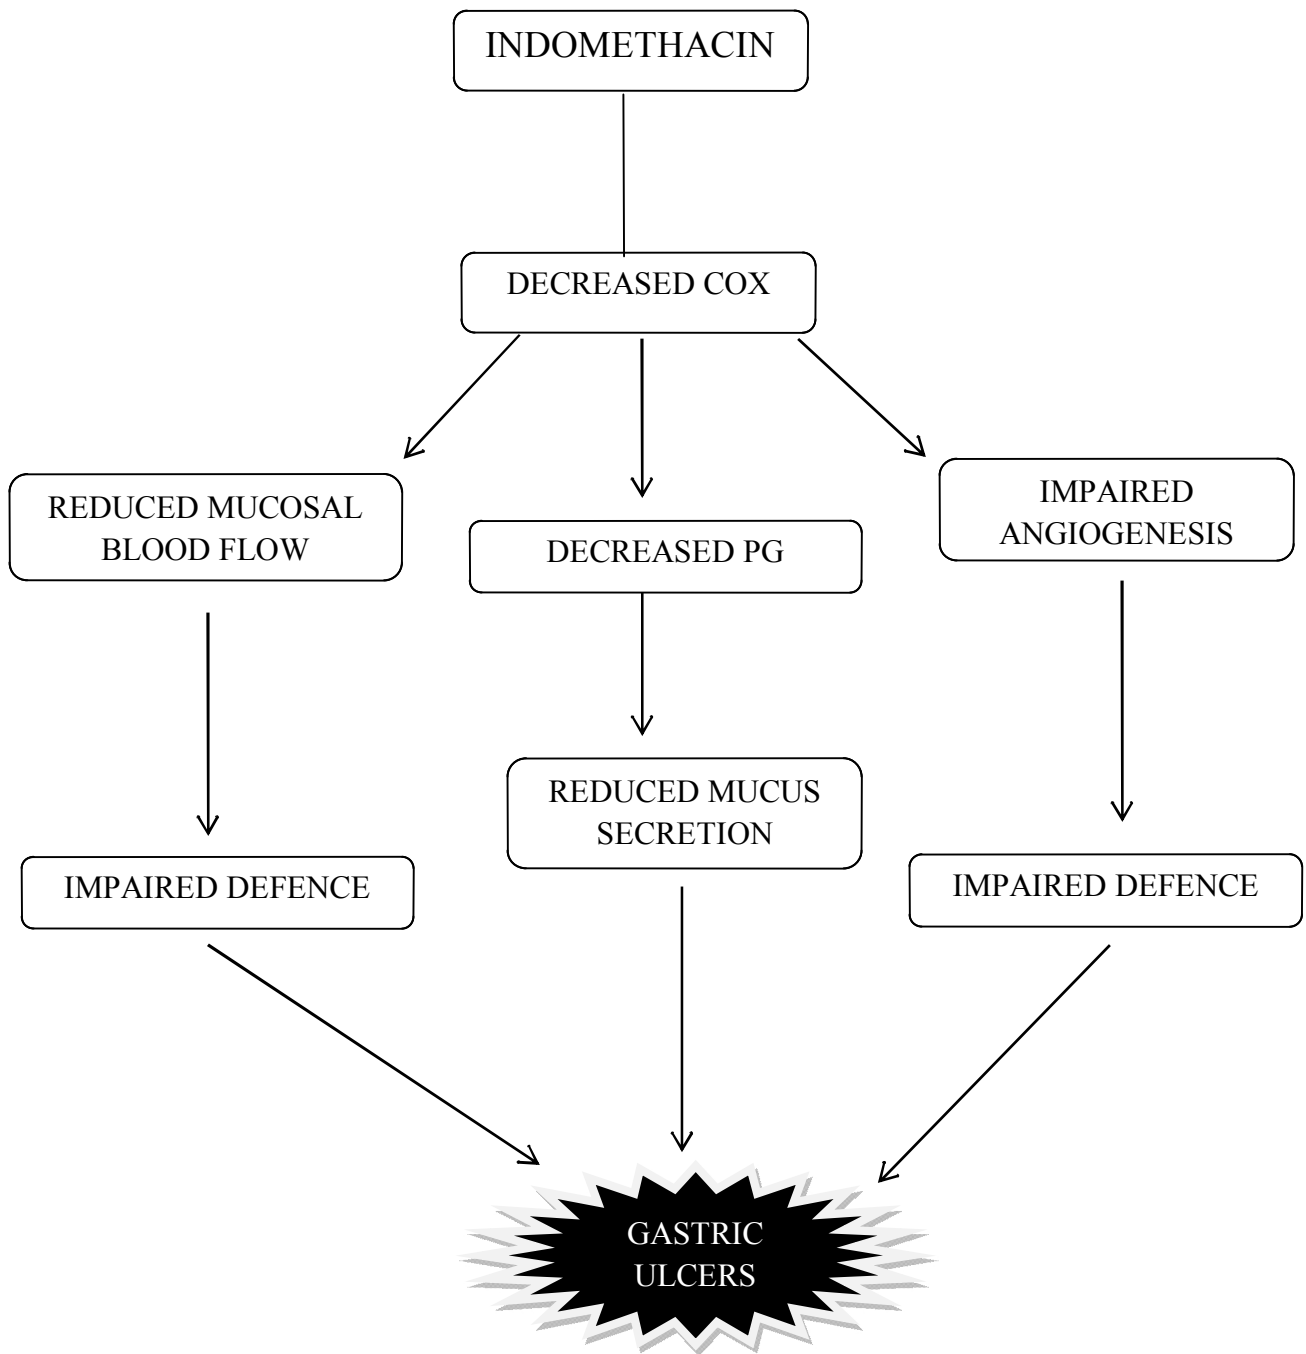 INDOMETHACIN
DECREASED COX
REDUCED MUCOSAL
BLOOD FLOW
DECREASED PG
IMPAIRED
ANGIOGENESIS
REDUCED MUCUS
SECRETION
IMPAIRED DEFENCE
IMPAIRED DEFENCE
GASTRIC
ULCERS